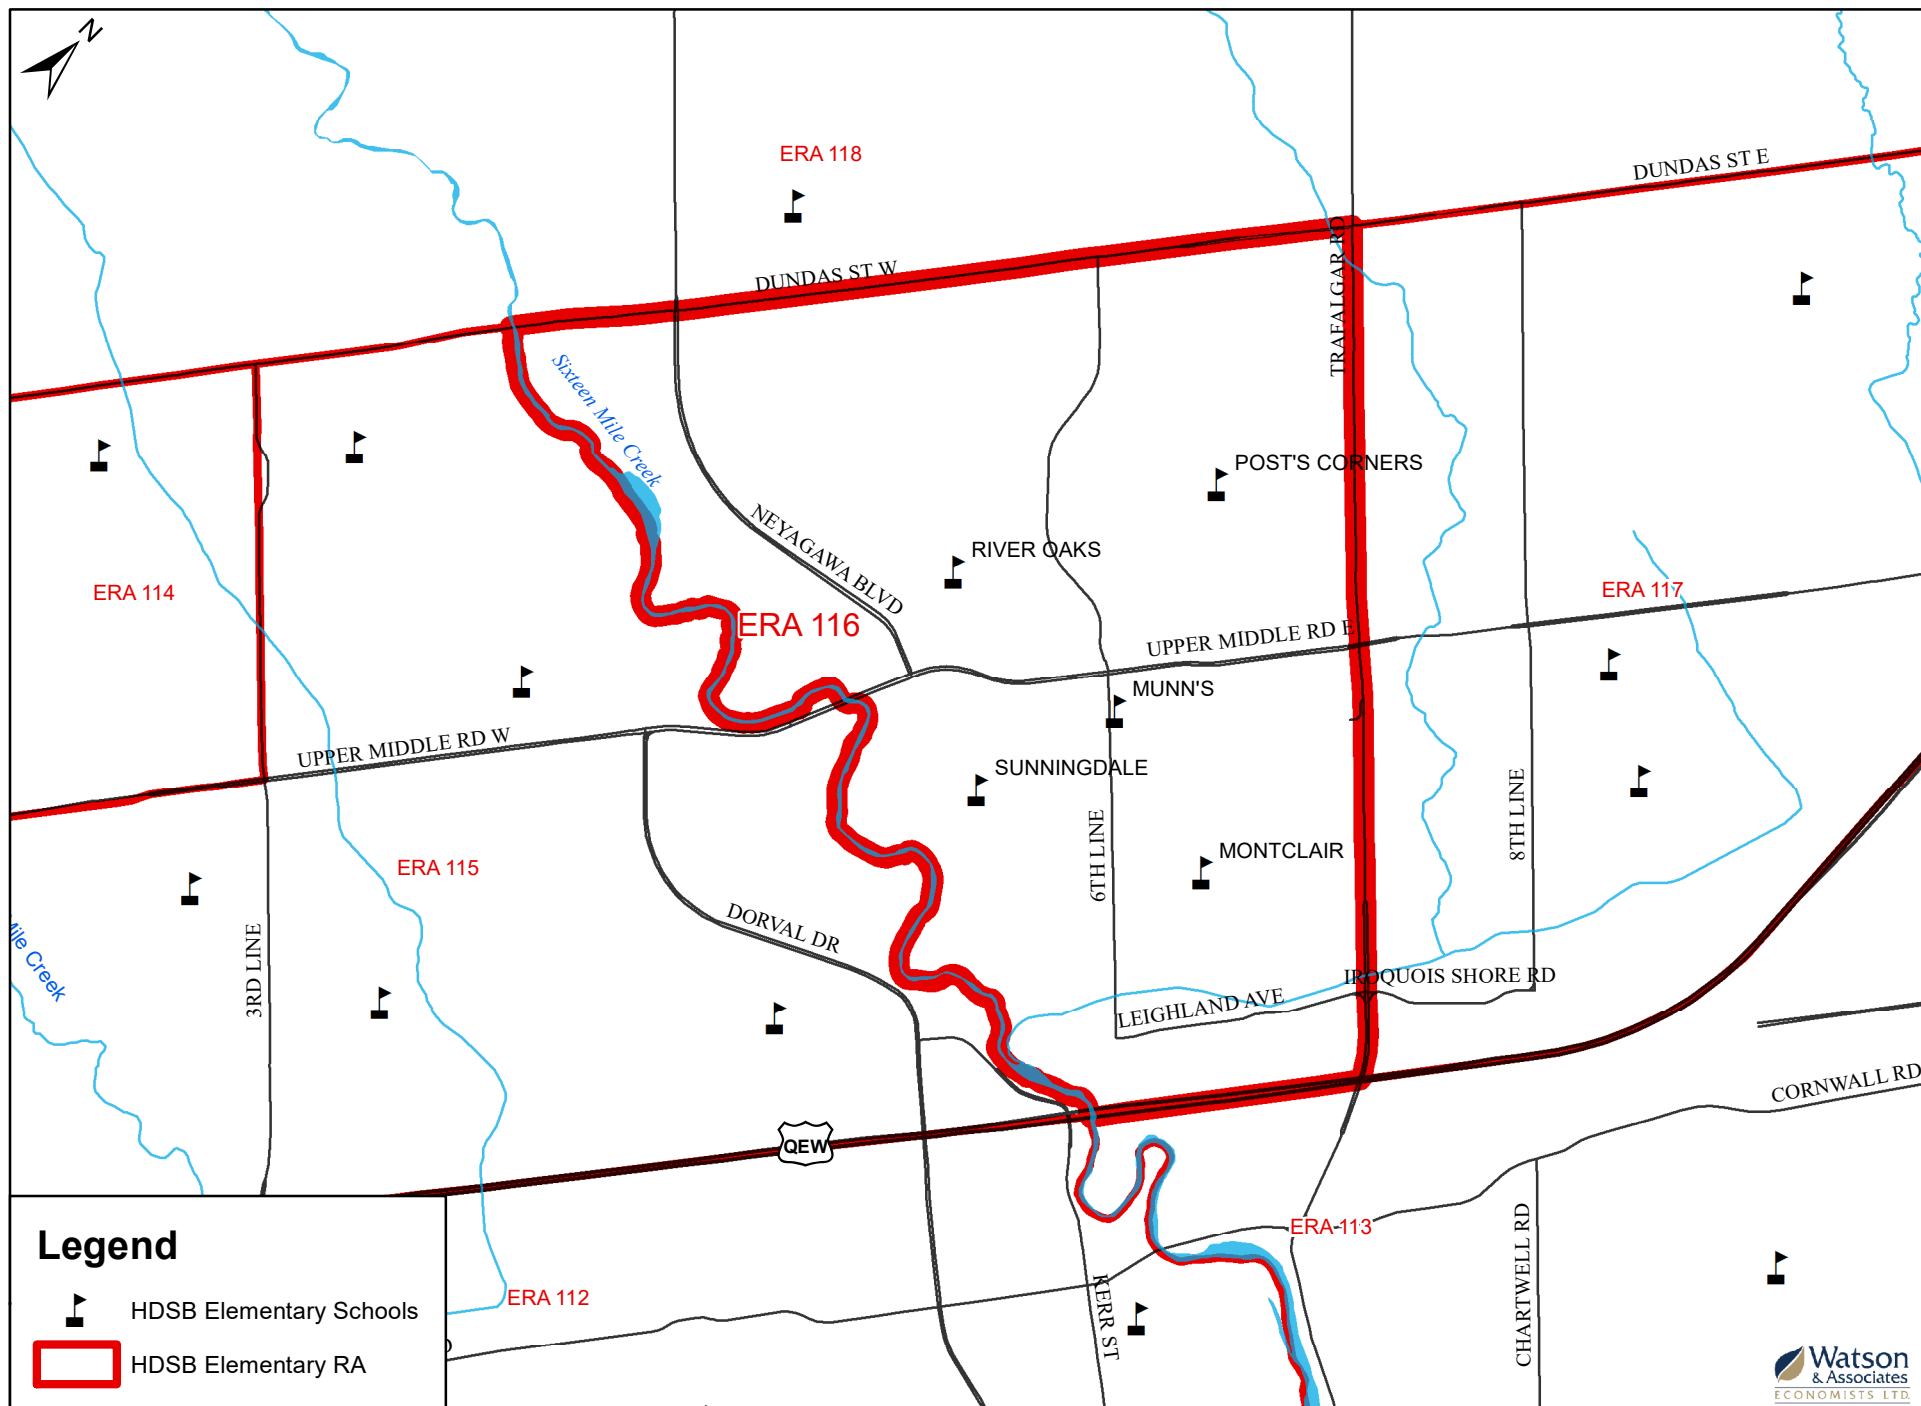 N
ERA 118
DUNDAS ST E
DUNDAS ST W
TRAFALGAR RD
Sixteen Mile Creek
POST'S CORNERS
NEYAGAWA BLVD
RIVER OAKS
ERA 114
ERA 116
ERA 117
UPPER MIDDLE RD E
MUNN'S
UPPER MIDDLE RD W
SUNNINGDALE
8TH LINE
6TH LINE
MONTCLAIR
ERA 115
DORVAL DR
3RD LINE
Mile Creek
IROQUOIS SHORE RD
LEIGHLAND AVE
CORNWALL RD
QEW
ERA 113
CHARTWELL RD
KERR ST
ERA 112
Legend
HDSB Elementary Schools
HDSB Elementary RA
Watson
& Associates
ECONOMISTS LTD.